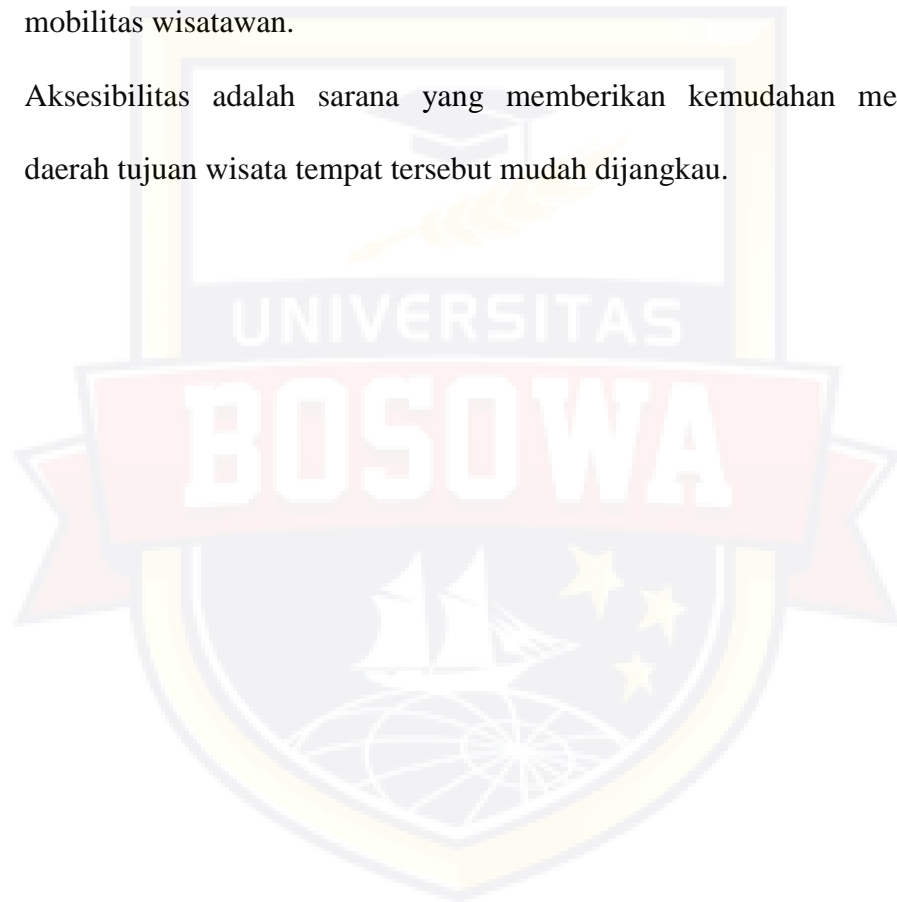 mobilitas wisatawan.
Aksesibilitas adalah sarana yang memberikan kemudahan me
daerah tujuan wisata tempat tersebut mudah dijangkau.
UNIVERSITAS
BOSOWA